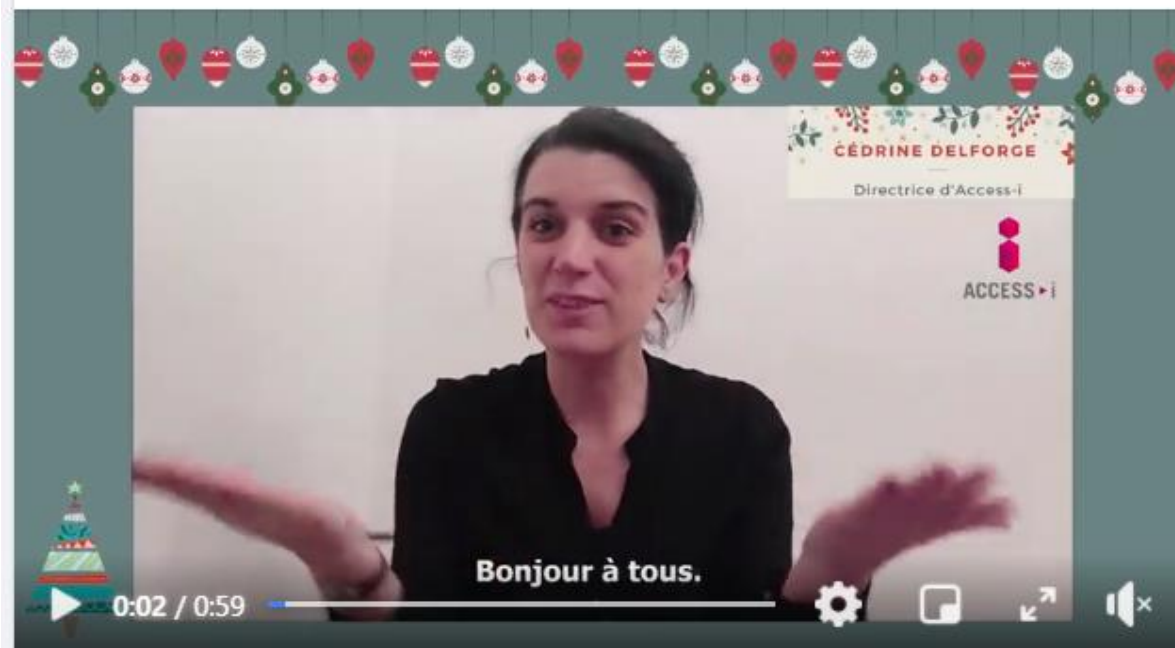 CÉDRINE DELFORGE
Directrice d'Access-i
ACCESS i
Bonjour à tous.
0:02 / 0:59